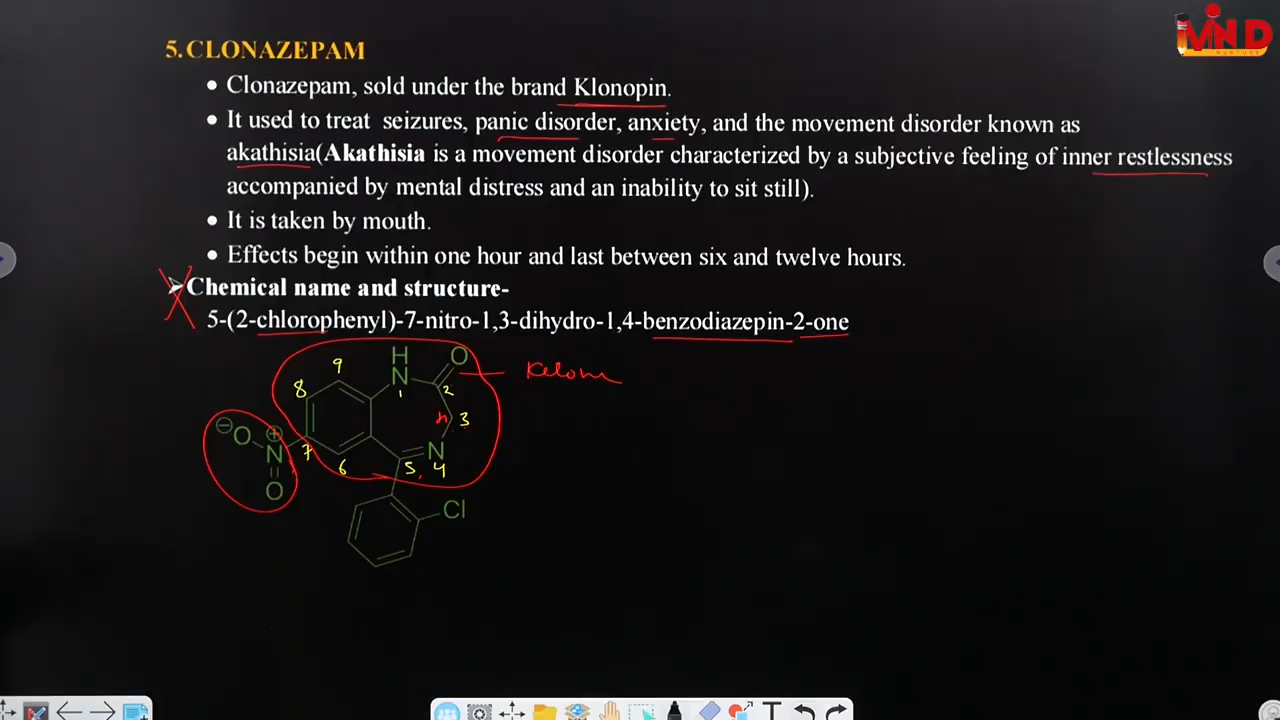 MIND
5.CLONAZEPAM
• Clonazepam, sold under the brand Klonopin.
• It used to treat seizures, panic disorder, anxiety, and the movement disorder known as
akathisia(Akathisia is a movement disorder characterized by a subjective feeling of inner restlessness
accompanied by mental distress and an inability to sit still).
• It is taken by mouth.
• Effects begin within one hour and last between six and twelve hours.
➢Chemical name and structure-
5-(2-chlorophenyl)-7-nitro-1,3-dihydro-1,4-benzodiazepin-2-one
H O
9
N Ketone
8 1 2
3
⊖O ⊕
N 7 N
6 5 4
O
Cl
T